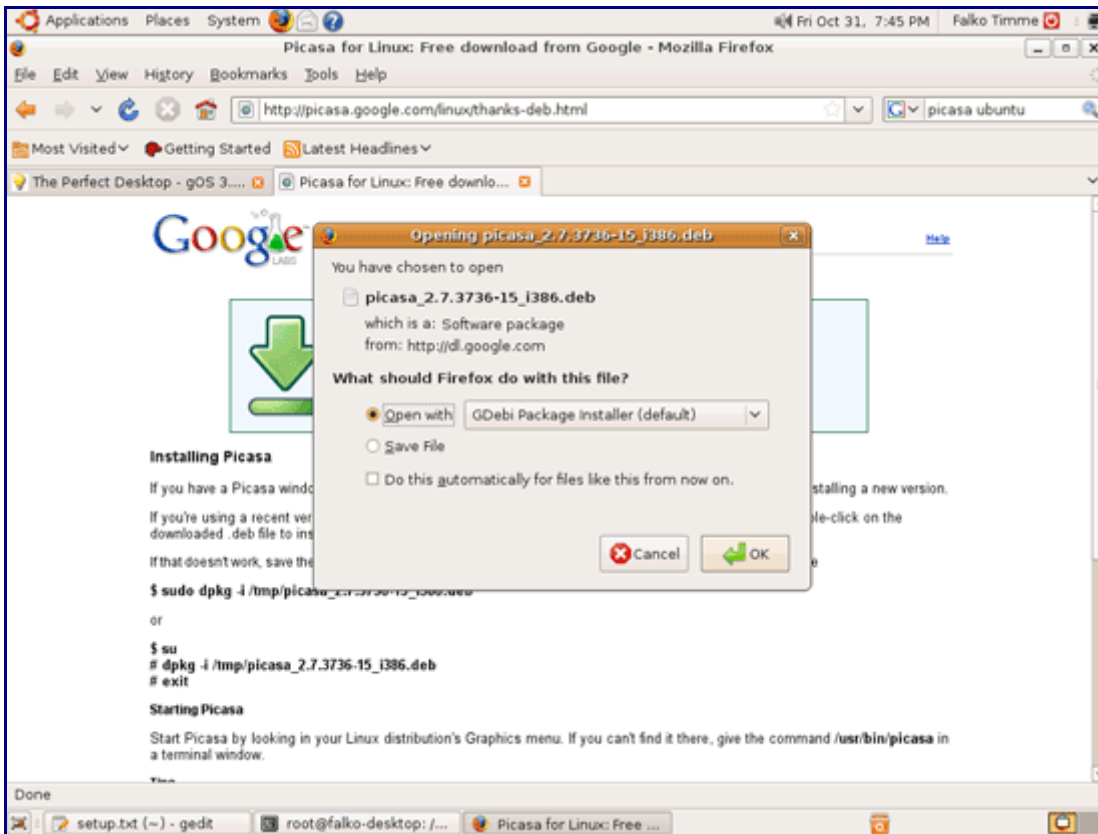 Applications Places System Fri Oct 31, 7:45 PM Falko Timme
Picasa for Linux: Free download from Google - Mozilla Firefox
File Edit View History Bookmarks Tools Help
http://picasa.google.com/linux/thanks-deb.html G picasa ubuntu
Most Visited Getting Started Latest Headlines
The Perfect Desktop - gOS 3.... Picasa for Linux: Free downlo...
Google
LABS
Help
Opening picasa_2.7.3736-15_i386.deb
You have chosen to open
picasa_2.7.3736-15_i386.deb
which is a: Software package
from: http://dl.google.com
What should Firefox do with this file?
Open with GDebi Package Installer (default)
Save File
Do this automatically for files like this from now on.
Cancel OK
Installing Picasa
If you have a Picasa windo stalling a new version.
If you're using a recent ver le-click on the
downloaded .deb file to ins
If that doesn't work, save the e
$ sudo dpkg -i /tmp/picasa_2.7.3736-15_i386.deb
or
$ su
# dpkg -i /tmp/picasa_2.7.3736-15_i386.deb
# exit
Starting Picasa
Start Picasa by looking in your Linux distribution's Graphics menu. If you can't find it there, give the command /usr/bin/picasa in
a terminal window.
Done
setup.txt (~) - gedit root@falko-desktop: /... Picasa for Linux: Free ...